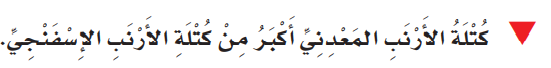 كُتْلَةُ الأَرْنَبِ المَعْدِنِيِّ أَكْبَرُ مِنْ كُتْلَةِ الأَرْنَبِ الإِسْفَنْجِيِّ.